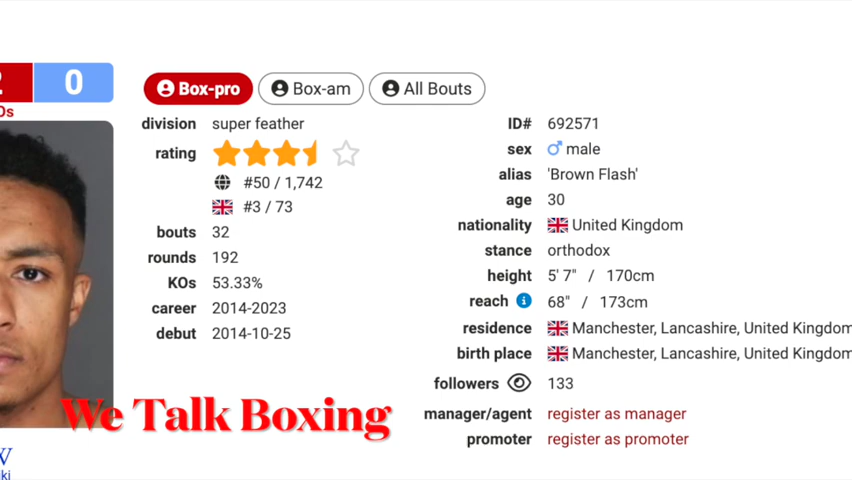 2 0
Os
Box-pro Box-am All Bouts
division super feather
rating
#50 / 1,742
#3 / 73
bouts 32
rounds 192
KOs 53.33%
career 2014-2023
debut 2014-10-25
ID# 692571
sex male
alias 'Brown Flash'
age 30
nationality United Kingdom
stance orthodox
height 5' 7" / 170cm
reach i 68" / 173cm
residence Manchester, Lancashire, United Kingdom
birth place Manchester, Lancashire, United Kingdom
followers 133
manager/agent register as manager
promoter register as promoter
We Talk Boxing
W
iki